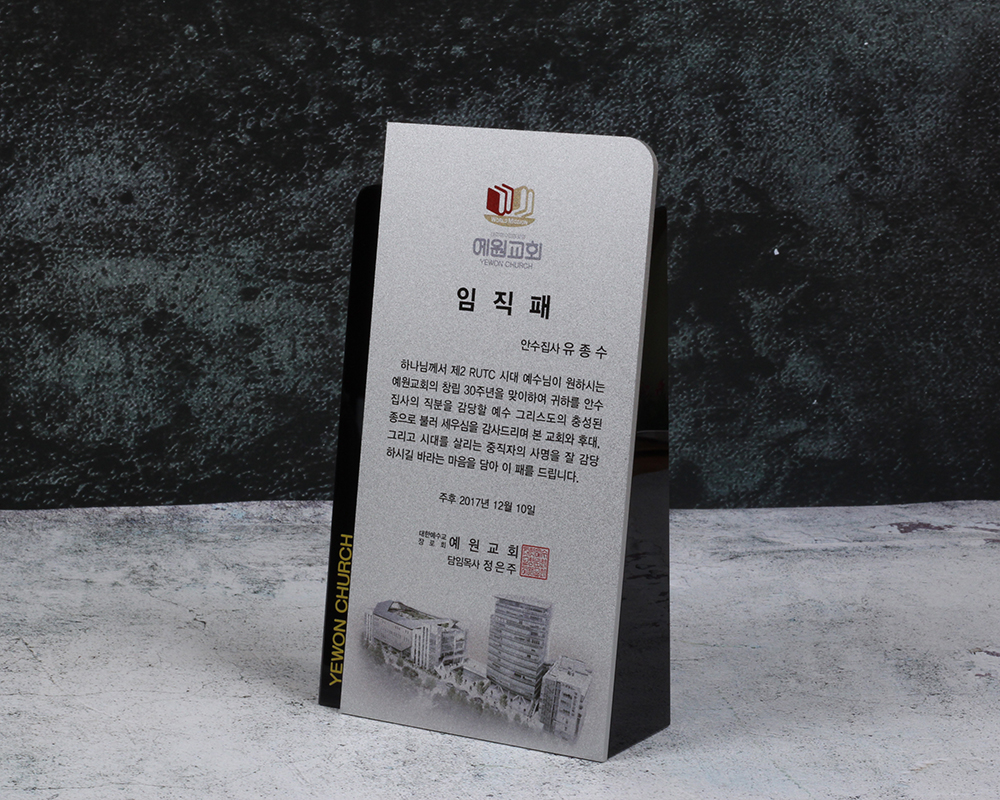 WORLD MISSION
예원교회
YEWON CHURCH
임 직 패
안수집사 유 종 수
하나님께서 제2 RUTC 시대 예수님이 원하시는
예원교회의 창립 30주년을 맞이하여 귀하를 안수
집사의 직분을 감당할 예수 그리스도의 충성된
종으로 불러 세우심을 감사드리며 본 교회와 후대,
그리고 시대를 살리는 중직자의 사명을 잘 감당
하시길 바라는 마음을 담아 이 패를 드립니다.
주후 2017년 12월 10일
대한예수교
장로회 예 원 교 회
담임목사 정은주
YEWON CHURCH